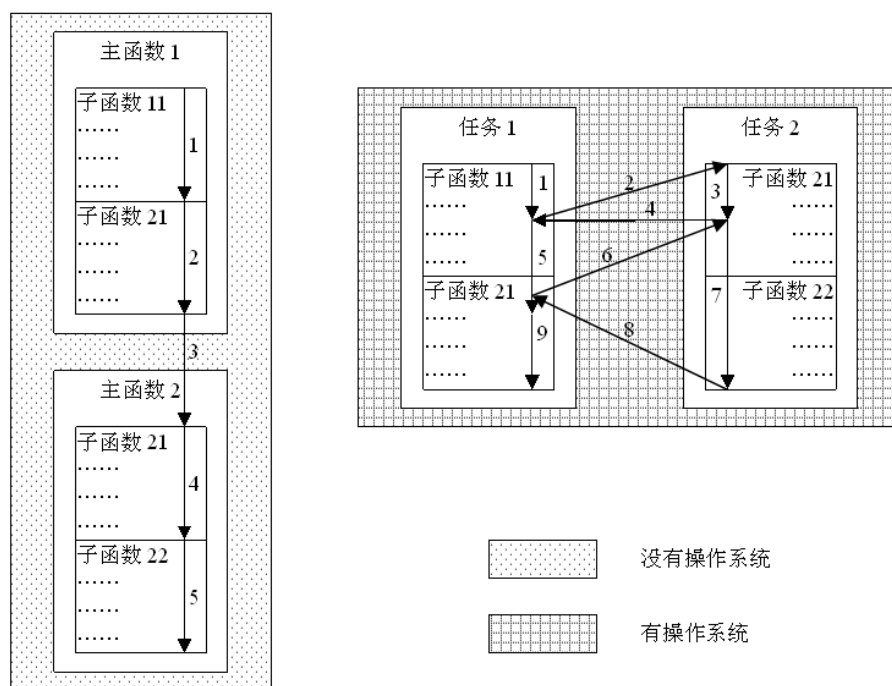 主函数 1
子函数 11
……
……
……
1
子函数 21
……
……
……
2
3
主函数 2
子函数 21
……
……
……
4
子函数 22
……
……
……
5
任务 1
子函数 11
……
……
……
1
5
子函数 21
……
……
……
9
2
4
6
8
任务 2
3
子函数 21
……
……
……
7
子函数 22
……
……
……
没有操作系统
有操作系统